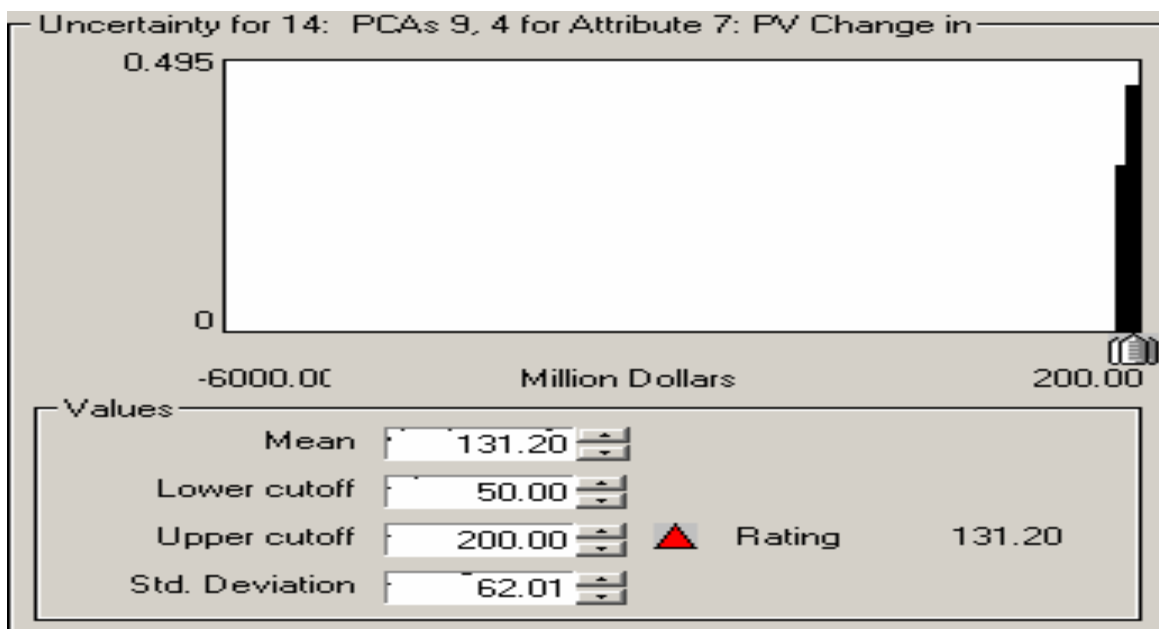 Uncertainty for 14: PCAs 9, 4 for Attribute 7: PV Change in
0.495
0
-6000.00 Million Dollars 200.00
Values
Mean 131.20
Lower cutoff 50.00
Upper cutoff 200.00 Rating 131.20
Std. Deviation 62.01